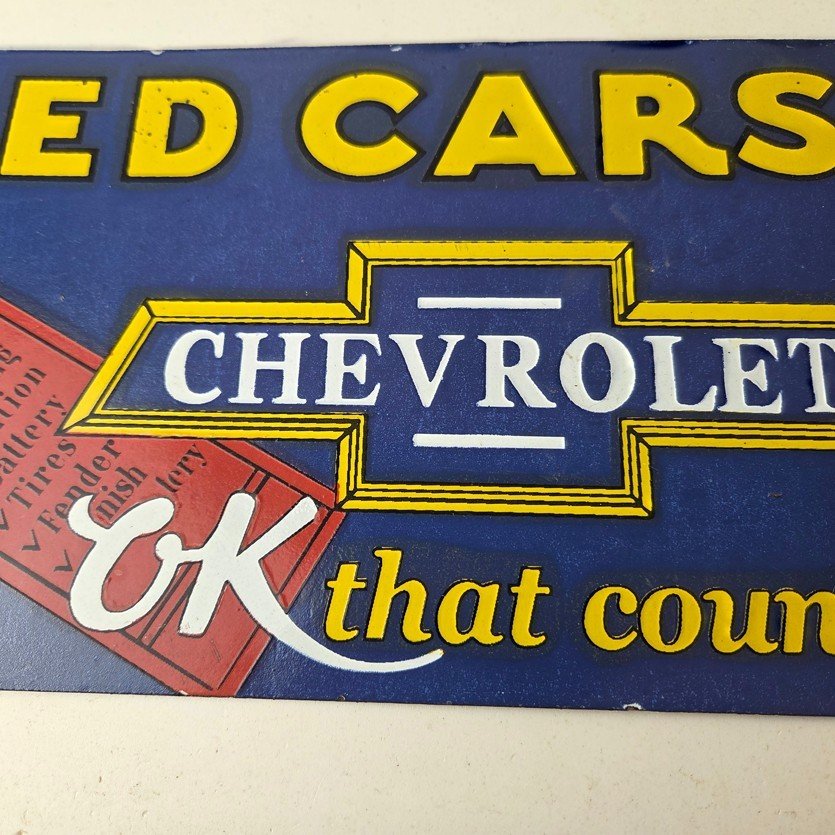 ED CARS
CHEVROLET
Tires
Fender
OK that coun